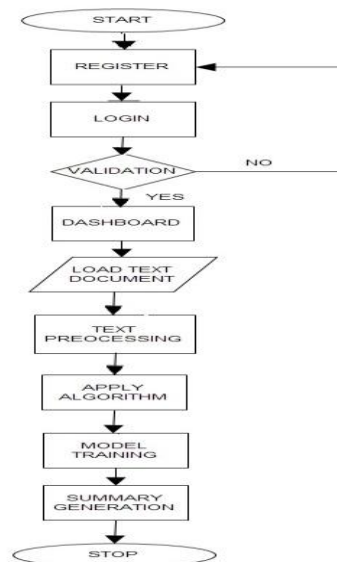 START
REGISTER
LOGIN
VALIDATION
NO
YES
DASHBOARD
LOAD TEXT
DOCUMENT
TEXT
PREOCESSING
APPLY
ALGORITHM
MODEL
TRAINING
SUMMARY
GENERATION
STOP